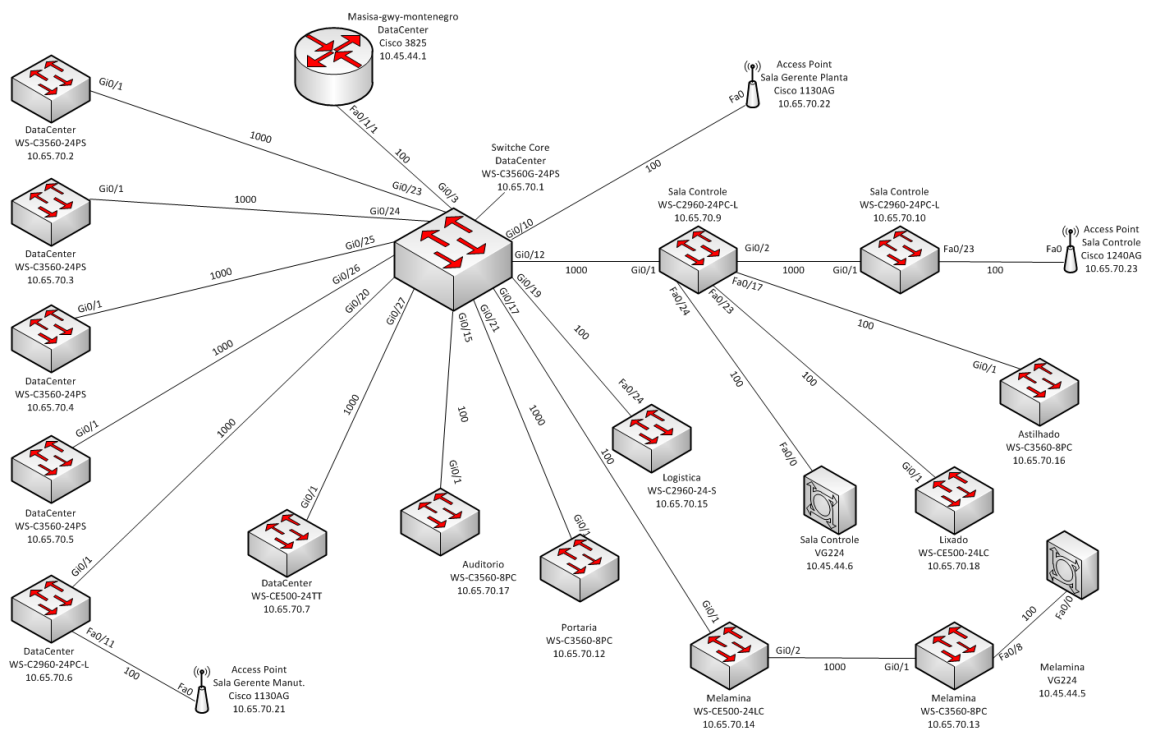 Masisa-gwy-montenegro
DataCenter
Cisco 3825
10.45.44.1
Fa0/1/1
100
Gi0/3
Access Point
Sala Gerente Planta
Cisco 1130AG
10.65.70.22
Fa0
100
Gi0/10
Switche Core
DataCenter
WS-C3560G-24PS
10.65.70.1
Gi0/1
1000
Gi0/23
DataCenter
WS-C3560-24PS
10.65.70.2
Gi0/1
1000
Gi0/24
DataCenter
WS-C3560-24PS
10.65.70.3
Gi0/1
1000
Gi0/25
DataCenter
WS-C3560-24PS
10.65.70.4
Gi0/1
1000
Gi0/26
DataCenter
WS-C3560-24PS
10.65.70.5
Gi0/1
1000
Gi0/20
DataCenter
WS-C2960-24PC-L
10.65.70.6
Fa0/11
100
Fa0
Access Point
Sala Gerente Manut.
Cisco 1130AG
10.65.70.21
Gi0/27
1000
Gi0/1
DataCenter
WS-CE500-24TT
10.65.70.7
Gi0/15
100
Gi0/1
Auditorio
WS-C3560-8PC
10.65.70.17
Gi0/21
1000
Gi0/1
Portaria
WS-C3560-8PC
10.65.70.12
Gi0/17
100
Gi0/1
Melamina
WS-CE500-24LC
10.65.70.14
Gi0/2
1000
Gi0/1
Melamina
WS-C3560-8PC
10.65.70.13
Fa0/8
100
Fa0/0
Melamina
VG224
10.45.44.5
Gi0/19
100
Fa0/24
Logistica
WS-C2960-24-S
10.65.70.15
Gi0/12
1000
Gi0/1
Sala Controle
WS-C2960-24PC-L
10.65.70.9
Gi0/2
1000
Gi0/1
Sala Controle
WS-C2960-24PC-L
10.65.70.10
Fa0/23
100
Fa0
Access Point
Sala Controle
Cisco 1240AG
10.65.70.23
Fa0/17
100
Gi0/1
Astilhado
WS-C3560-8PC
10.65.70.16
Fa0/23
100
Gi0/1
Lixado
WS-CE500-24LC
10.65.70.18
Fa0/24
100
Fa0/0
Sala Controle
VG224
10.45.44.6